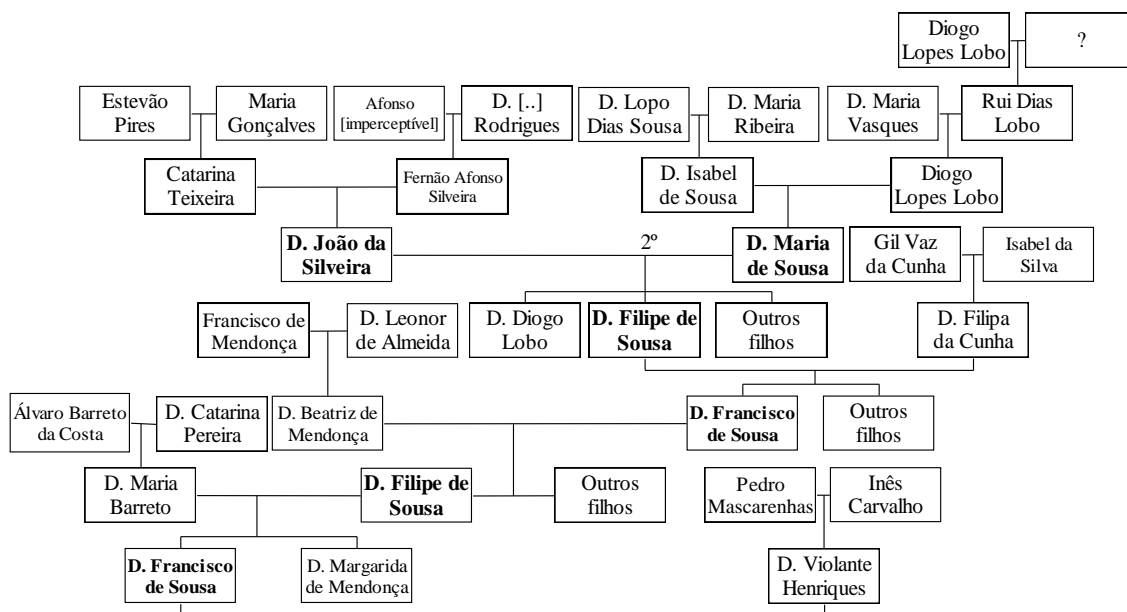 Diogo
Lopes Lobo
?
Estevão
Pires
Maria
Gonçalves
Afonso
[imperceptível]
D. [..]
Rodrigues
D. Lopo
Dias Sousa
D. Maria
Ribeira
D. Maria
Vasques
Rui Dias
Lobo
Catarina
Teixeira
Fernão Afonso
Silveira
D. Isabel
de Sousa
Diogo
Lopes Lobo
D. João da
Silveira
2º
D. Maria
de Sousa
Gil Vaz
da Cunha
Isabel da
Silva
Francisco de
Mendonça
D. Leonor
de Almeida
D. Diogo
Lobo
D. Filipe de
Sousa
Outros
filhos
D. Filipa
da Cunha
Álvaro Barreto
da Costa
D. Catarina
Pereira
D. Beatriz de
Mendonça
D. Francisco
de Sousa
Outros
filhos
D. Maria
Barreto
D. Filipe de
Sousa
Outros
filhos
Pedro
Mascarenhas
Inês
Carvalho
D. Francisco
de Sousa
D. Margarida
de Mendonça
D. Violante
Henriques